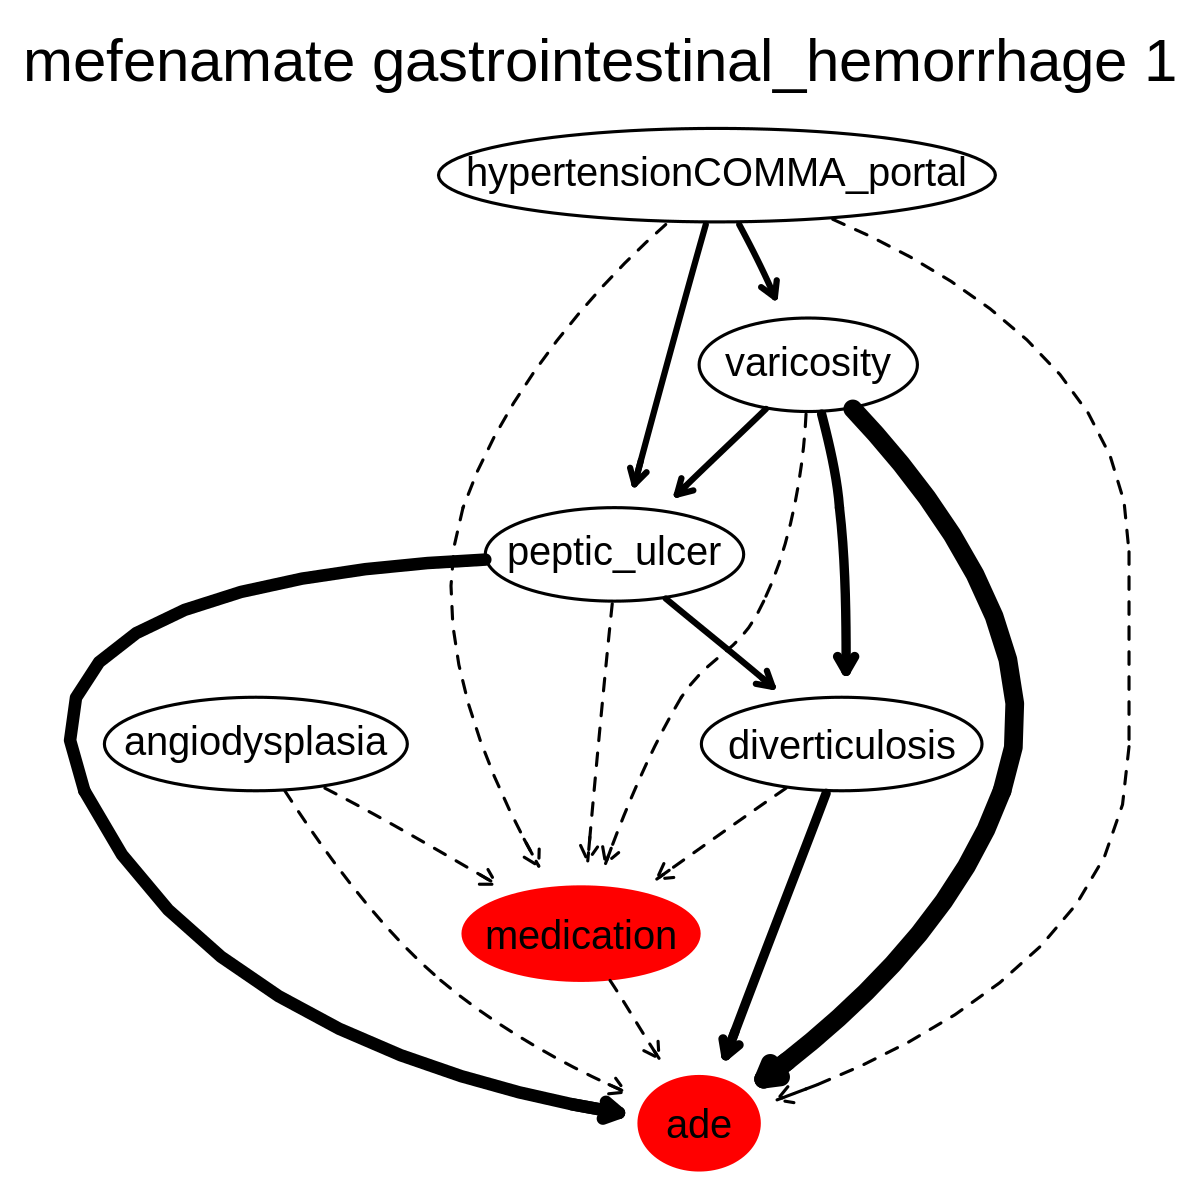 mefenamate gastrointestinal_hemorrhage 1
hypertensionCOMMA_portal
varicosity
peptic_ulcer
angiodysplasia
diverticulosis
medication
ade